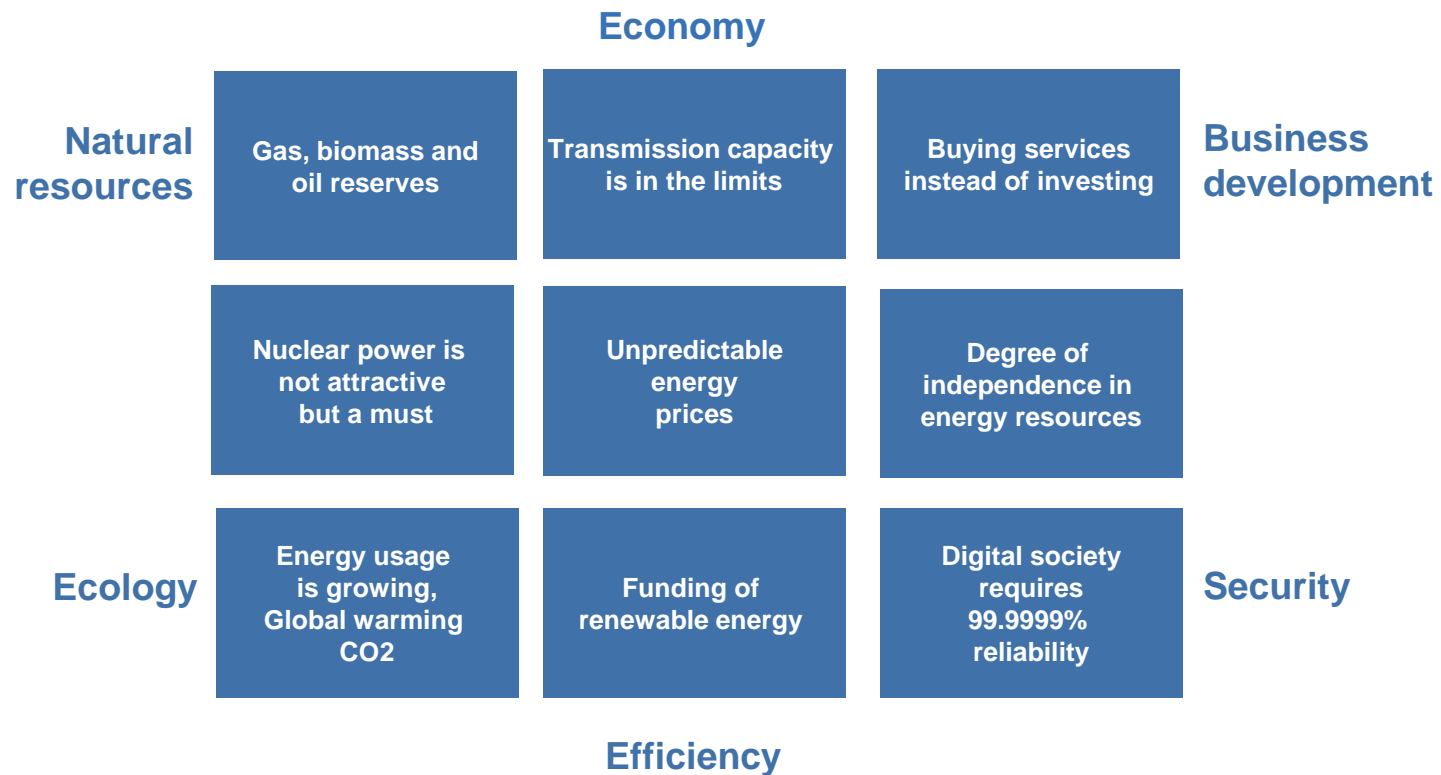 Economy
Natural
resources
Gas, biomass and
oil reserves
Transmission capacity
is in the limits
Buying services
instead of investing
Business
development
Nuclear power is
not attractive
but a must
Unpredictable
energy
prices
Degree of
independence in
energy resources
Ecology
Energy usage
is growing,
Global warming
CO2
Funding of
renewable energy
Digital society
requires
99.9999%
reliability
Security
Efficiency